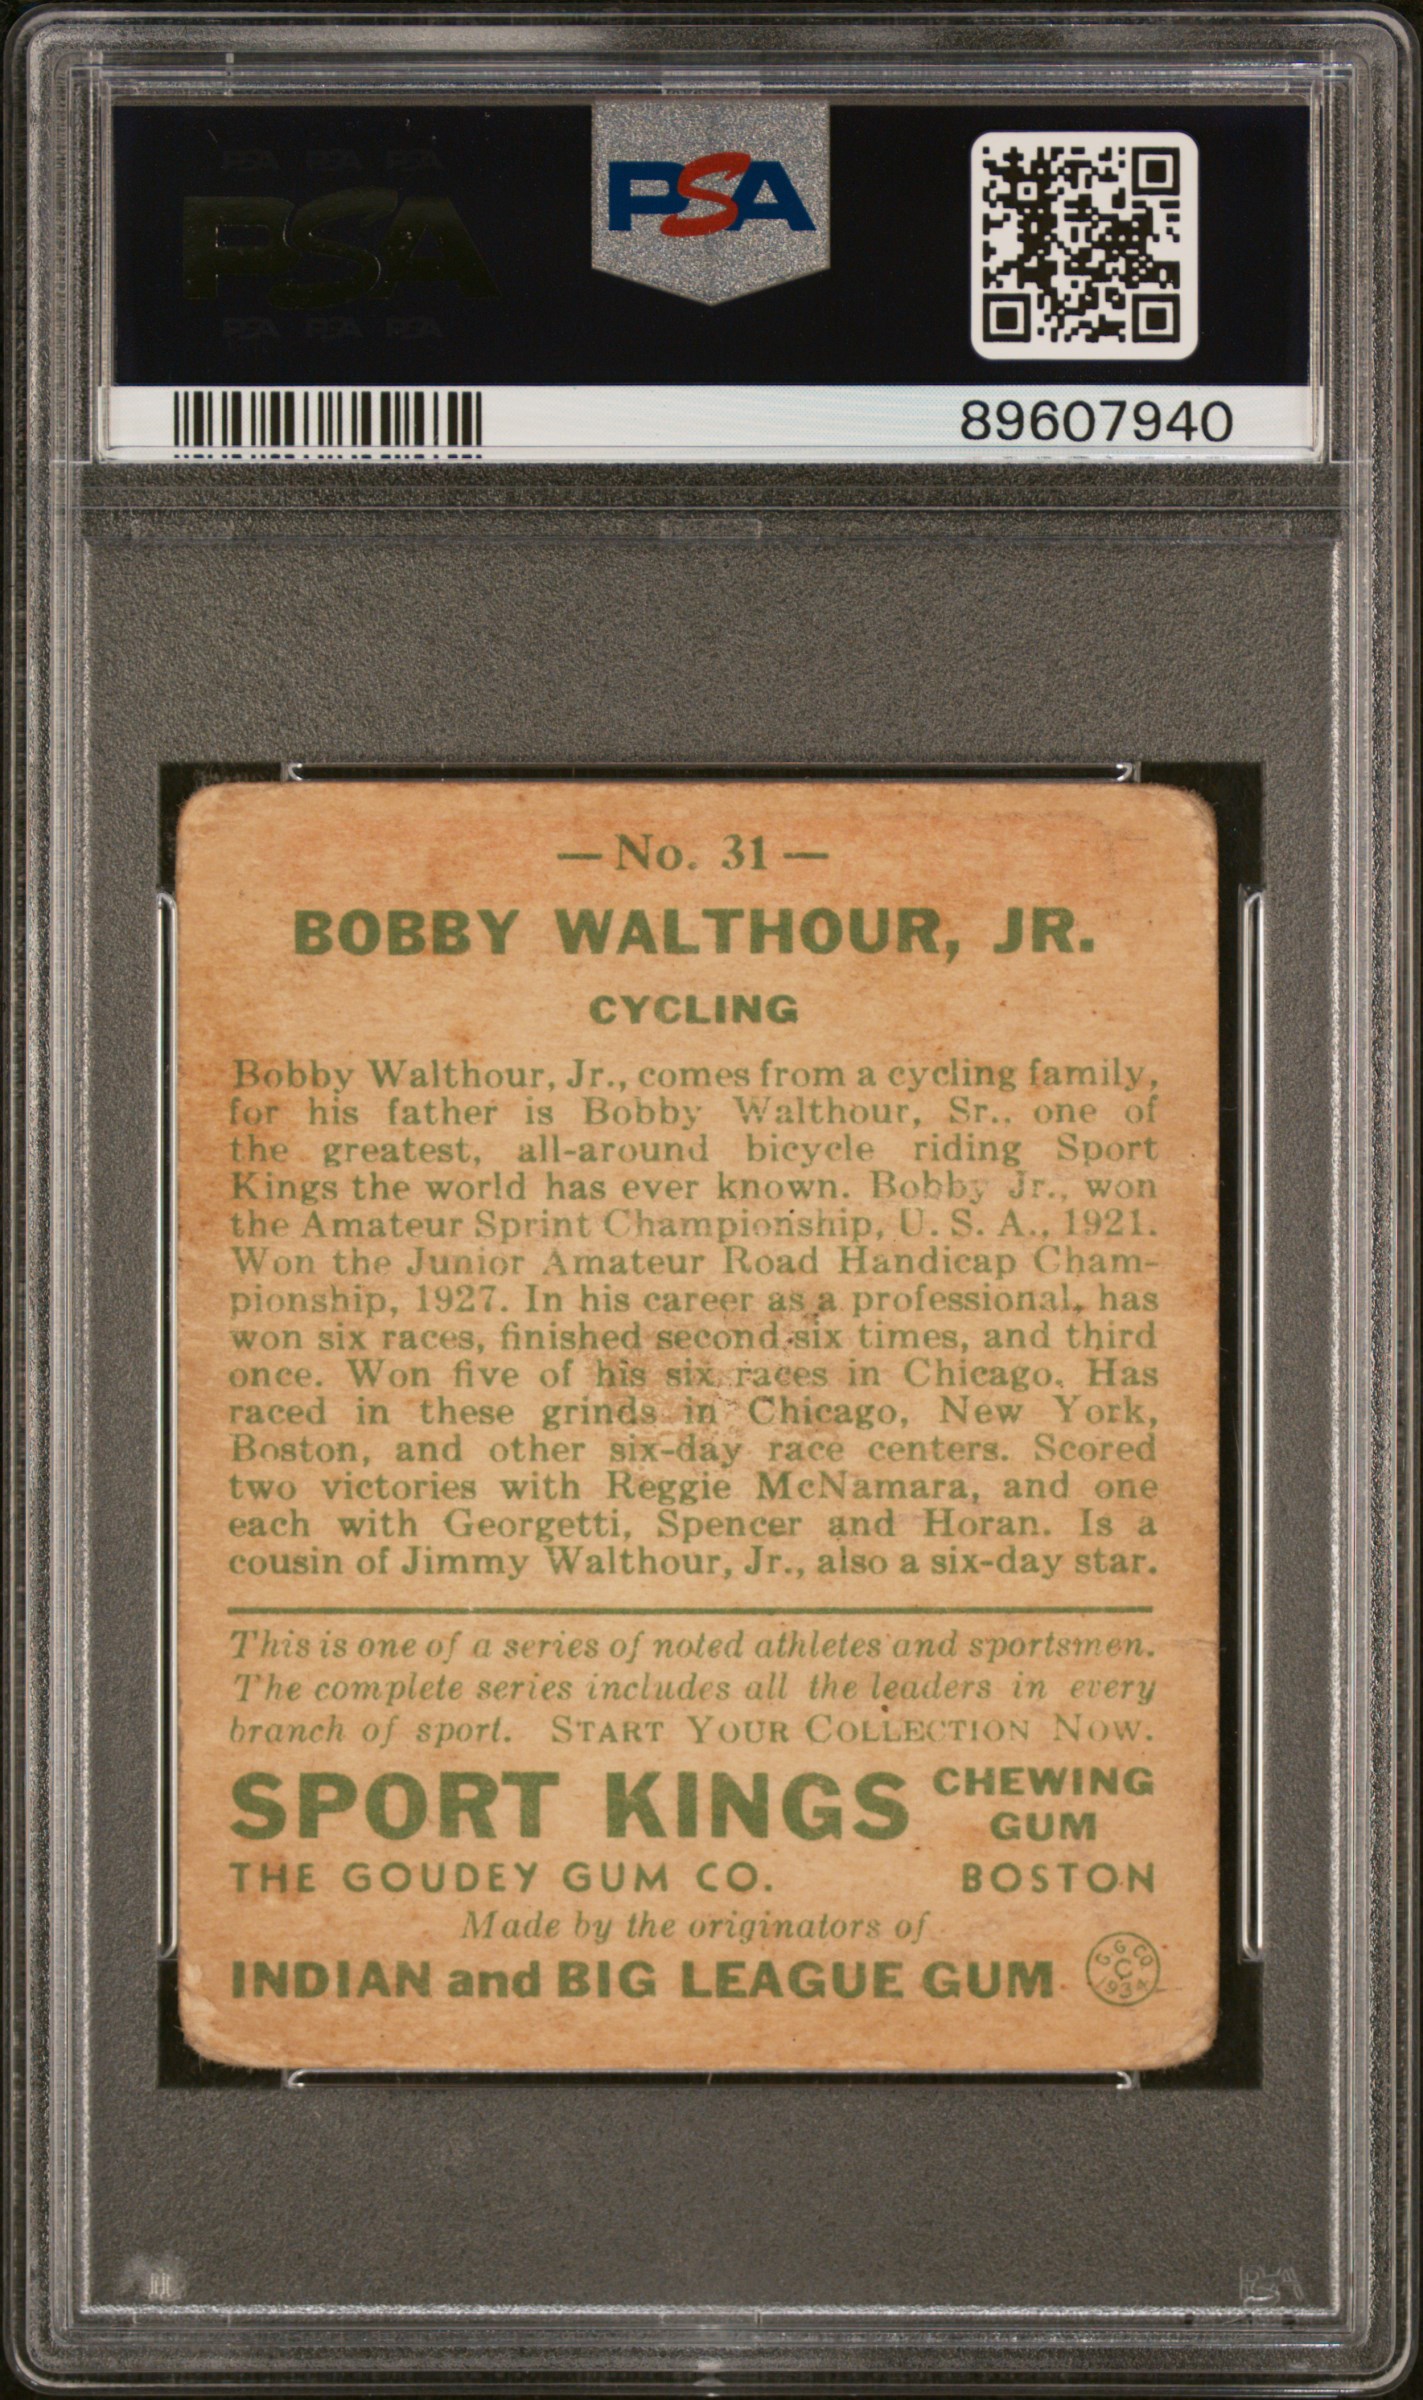 PSA PSA PSA
PSA
PSA PSA PSA
PSA
89607940
— No. 31 —
BOBBY WALTHOUR, JR.
CYCLING
Bobby Walthour, Jr., comes from a cycling family,
for his father is Bobby Walthour, Sr.. one of
the greatest, all-around bicycle riding Sport
Kings the world has ever known. Bobby Jr., won
the Amateur Sprint Championship, U. S. A., 1921.
Won the Junior Amateur Road Handicap Cham-
pionship, 1927. In his career as a professional, has
won six races, finished second six times, and third
once. Won five of his six races in Chicago. Has
raced in these grinds in Chicago, New York,
Boston, and other six-day race centers. Scored
two victories with Reggie McNamara, and one
each with Georgetti, Spencer and Horan. Is a
cousin of Jimmy Walthour, Jr., also a six-day star.
This is one of a series of noted athletes and sportsmen.
The complete series includes all the leaders in every
branch of sport. START YOUR COLLECTION NOW.
SPORT KINGS CHEWING GUM
THE GOUDEY GUM CO. BOSTON
Made by the originators of
INDIAN and BIG LEAGUE GUM
G. G. CO.
C
1934
PSA